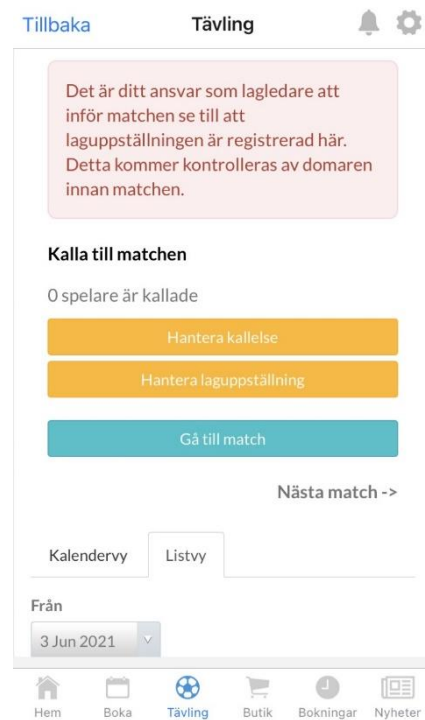 Tillbaka Tävling
Det är ditt ansvar som lagledare att
inför matchen se till att
laguppställningen är registrerad här.
Detta kommer kontrolleras av domaren
innan matchen.
Kalla till matchen
0 spelare är kallade
Hantera kallelse
Hantera laguppställning
Gå till match
Nästa match ->
Kalendervy Listvy
Från
3 Jun 2021
Hem Boka Tävling Butik Bokningar Nyheter